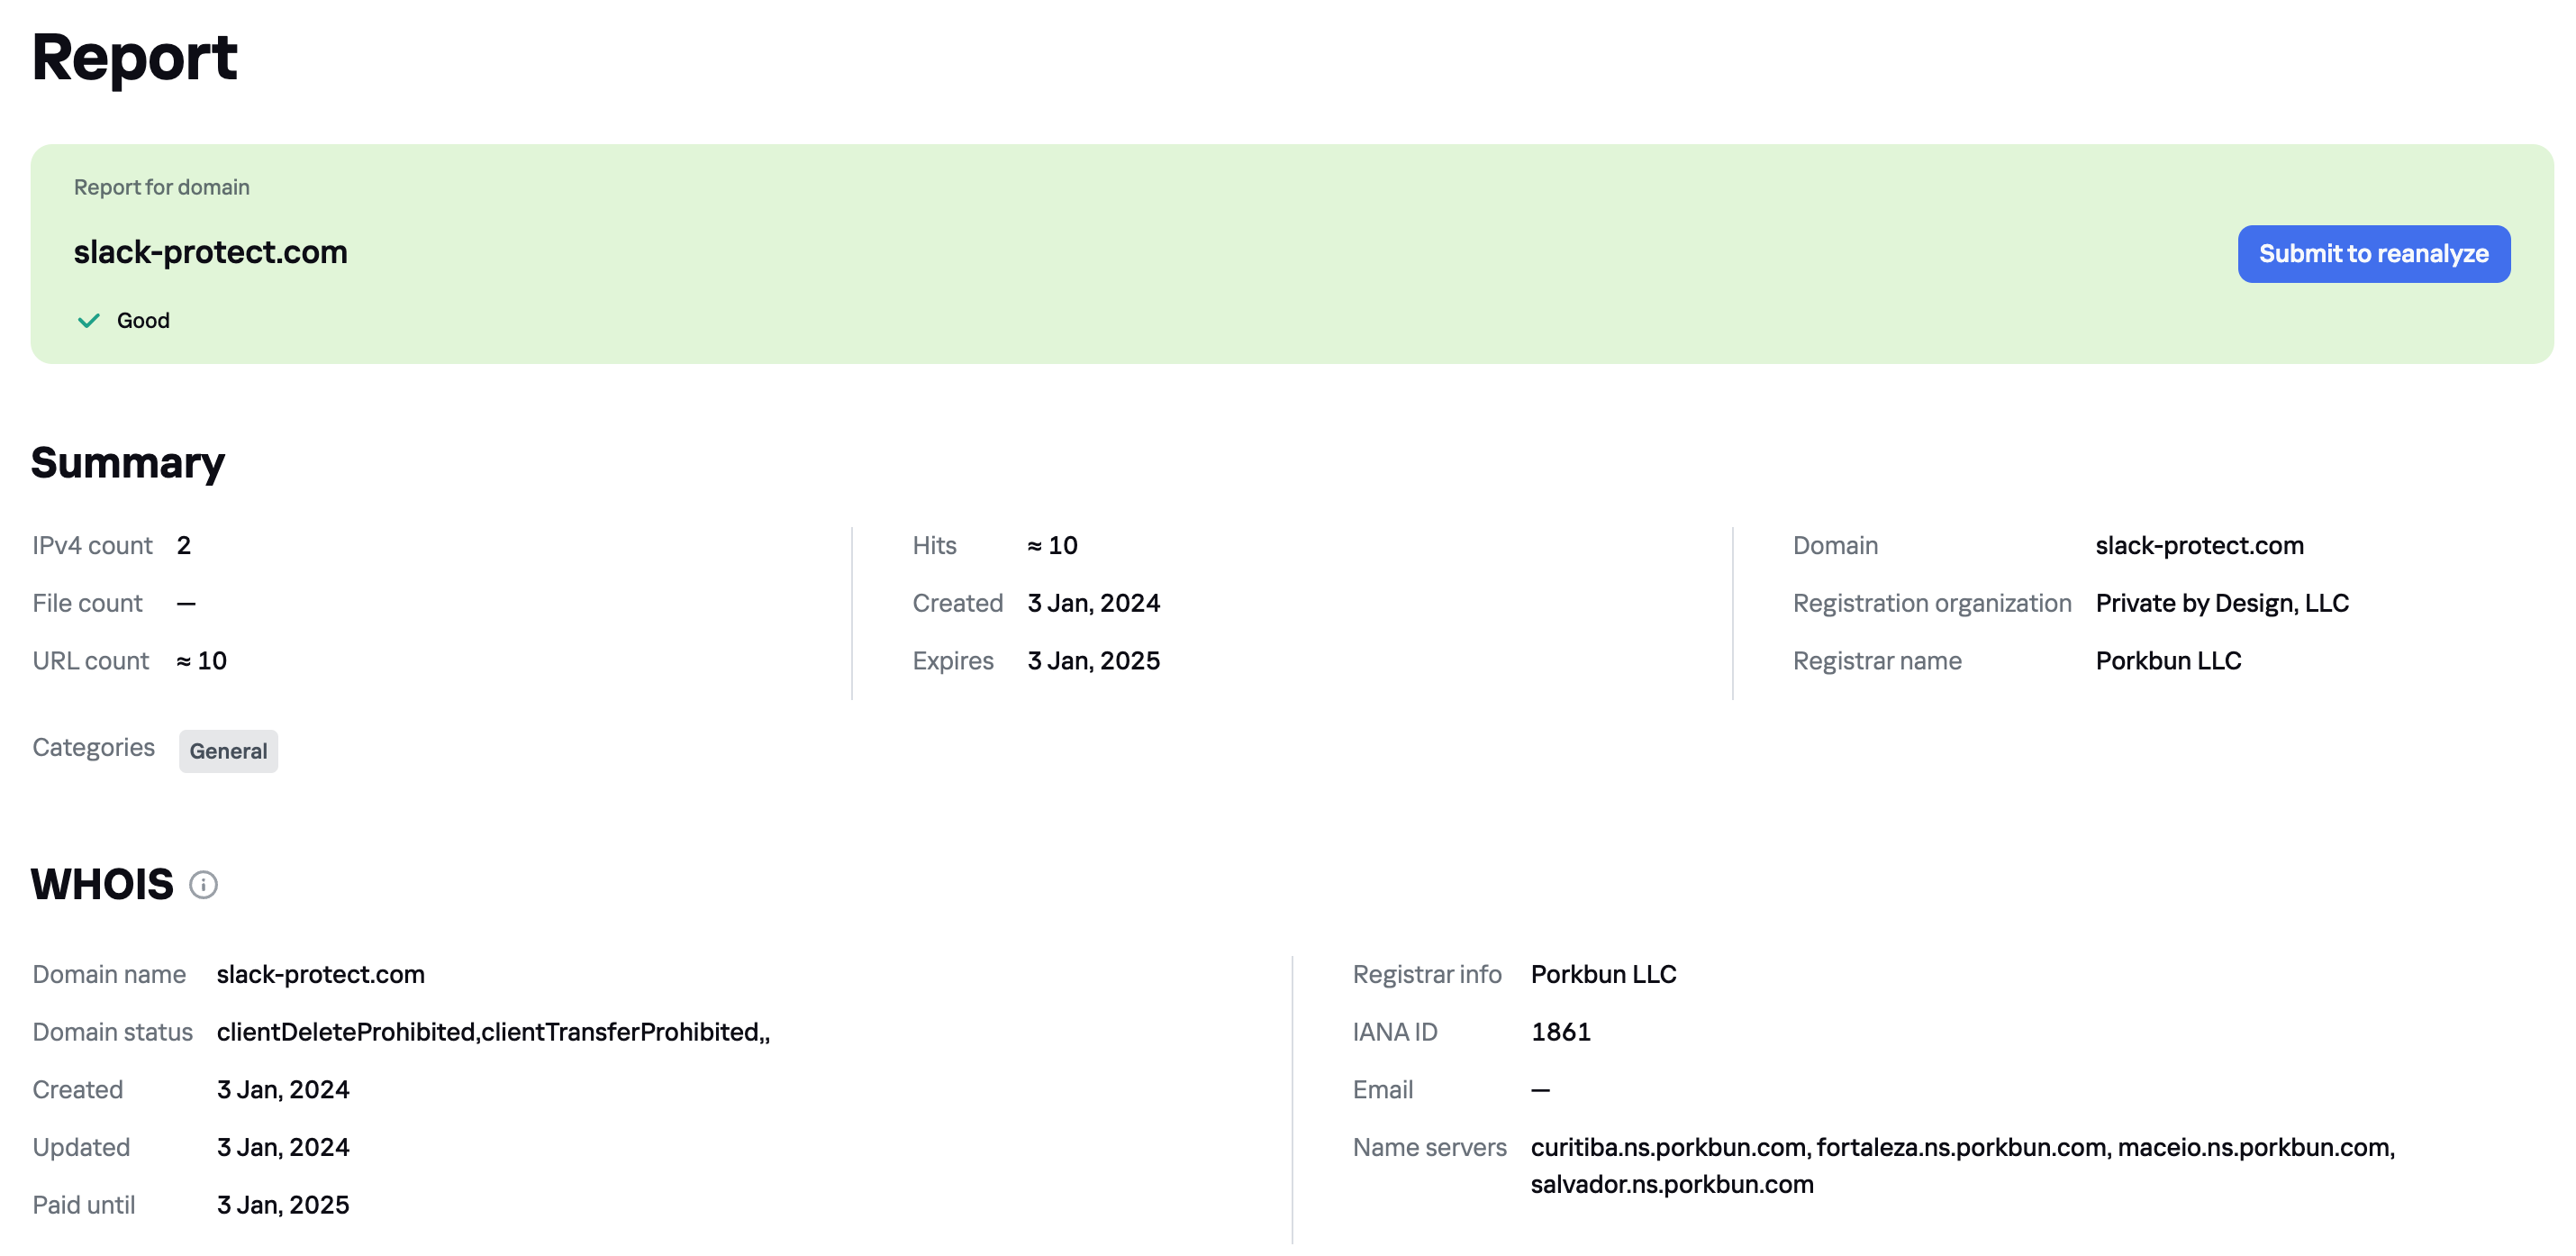 Report
Report for domain
slack-protect.com
Submit to reanalyze
Good
Summary
IPv4 count 2
File count —
URL count ≈ 10
Hits ≈ 10
Created 3 Jan, 2024
Expires 3 Jan, 2025
Domain slack-protect.com
Registration organization Private by Design, LLC
Registrar name Porkbun LLC
Categories General
WHOIS
Domain name slack-protect.com
Domain status clientDeleteProhibited,clientTransferProhibited,,
Created 3 Jan, 2024
Updated 3 Jan, 2024
Paid until 3 Jan, 2025
Registrar info Porkbun LLC
IANA ID 1861
Email —
Name servers curitiba.ns.porkbun.com, fortaleza.ns.porkbun.com, maceio.ns.porkbun.com,
salvador.ns.porkbun.com